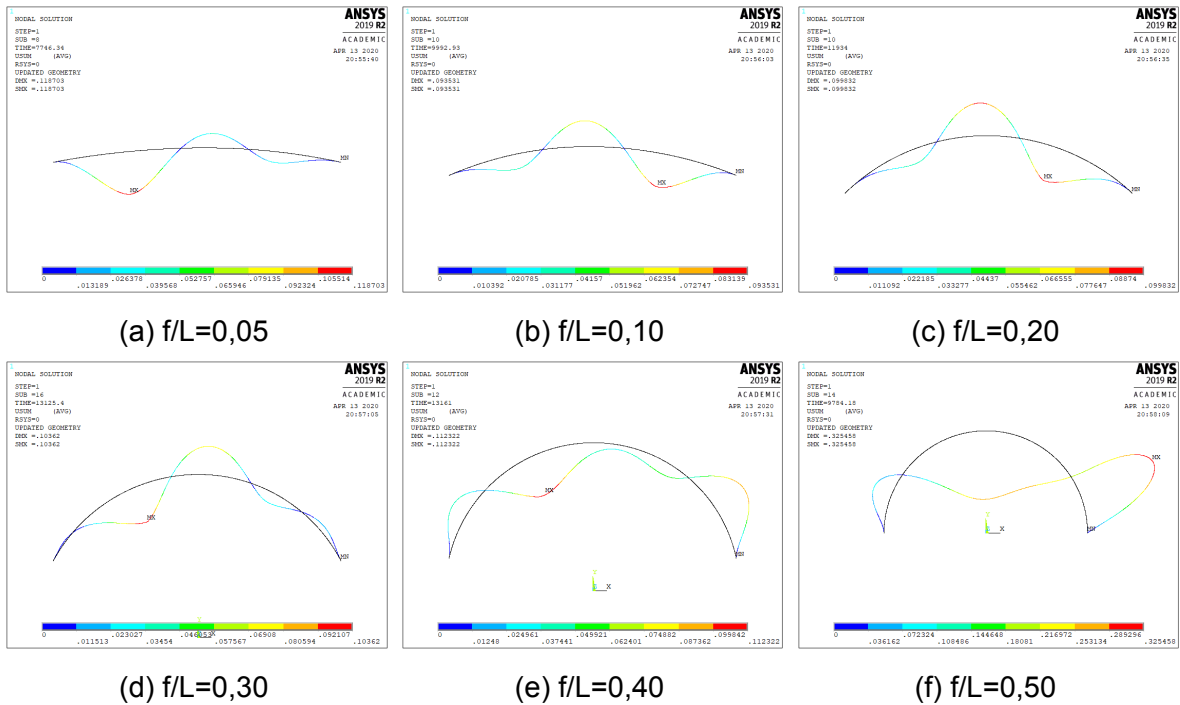 1
NODAL SOLUTION
STEP=1
SUB =8
TIME=7746.34
USUM (AVG)
RSYS=0
UPDATED GEOMETRY
DMX =.118703
SMX =.118703
ANSYS
2019 R2
ACADEMIC
APR 13 2020
20:55:40
MX
MN
0 .026378 .052757 .079135 .105514
.013189 .039568 .065946 .092324 .118703
(a) f/L=0,05
1
NODAL SOLUTION
STEP=1
SUB =10
TIME=9992.93
USUM (AVG)
RSYS=0
UPDATED GEOMETRY
DMX =.093531
SMX =.093531
ANSYS
2019 R2
ACADEMIC
APR 13 2020
20:56:03
MX
MN
0 .020785 .04157 .062354 .083139
.010392 .031177 .051962 .072747 .093531
(b) f/L=0,10
1
NODAL SOLUTION
STEP=1
SUB =10
TIME=11934
USUM (AVG)
RSYS=0
UPDATED GEOMETRY
DMX =.099832
SMX =.099832
ANSYS
2019 R2
ACADEMIC
APR 13 2020
20:56:35
MX
MN
0 .022185 .04437 .066555 .08874
.011092 .033277 .055462 .077647 .099832
(c) f/L=0,20
1
NODAL SOLUTION
STEP=1
SUB =16
TIME=13125.4
USUM (AVG)
RSYS=0
UPDATED GEOMETRY
DMX =.10362
SMX =.10362
ANSYS
2019 R2
ACADEMIC
APR 13 2020
20:57:05
MX
MN
0 .023027 .046053 .06908 .092107
.011513 .03454 .057567 .080594 .10362
(d) f/L=0,30
1
NODAL SOLUTION
STEP=1
SUB =12
TIME=13161
USUM (AVG)
RSYS=0
UPDATED GEOMETRY
DMX =.112322
SMX =.112322
ANSYS
2019 R2
ACADEMIC
APR 13 2020
20:57:31
MX
MN
Y
X
0 .024961 .049921 .074882 .099842
.01248 .037441 .062401 .087362 .112322
(e) f/L=0,40
1
NODAL SOLUTION
STEP=1
SUB =14
TIME=9784.18
USUM (AVG)
RSYS=0
UPDATED GEOMETRY
DMX =.325458
SMX =.325458
ANSYS
2019 R2
ACADEMIC
APR 13 2020
20:58:09
MX
Y
X
MN
0 .072324 .144648 .216972 .289296
.036162 .108486 .18081 .253134 .325458
(f) f/L=0,50